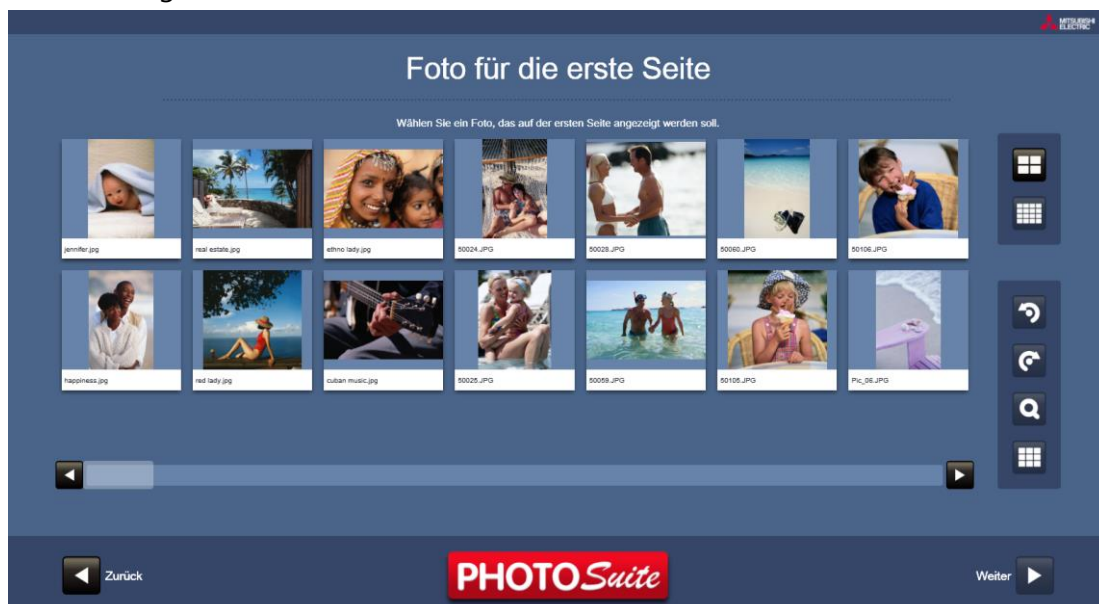 MITSUBISHI
ELECTRIC
Foto für die erste Seite
Wählen Sie ein Foto, das auf der ersten Seite angezeigt werden soll.
jennifer.jpg
real estate.jpg
ethno lady.jpg
50024.JPG
50028.JPG
50060.JPG
50106.JPG
happiness.jpg
red lady.jpg
cuban music.jpg
50025.JPG
50059.JPG
50105.JPG
Pic_06.JPG
Zurück
PHOTOSuite
Weiter